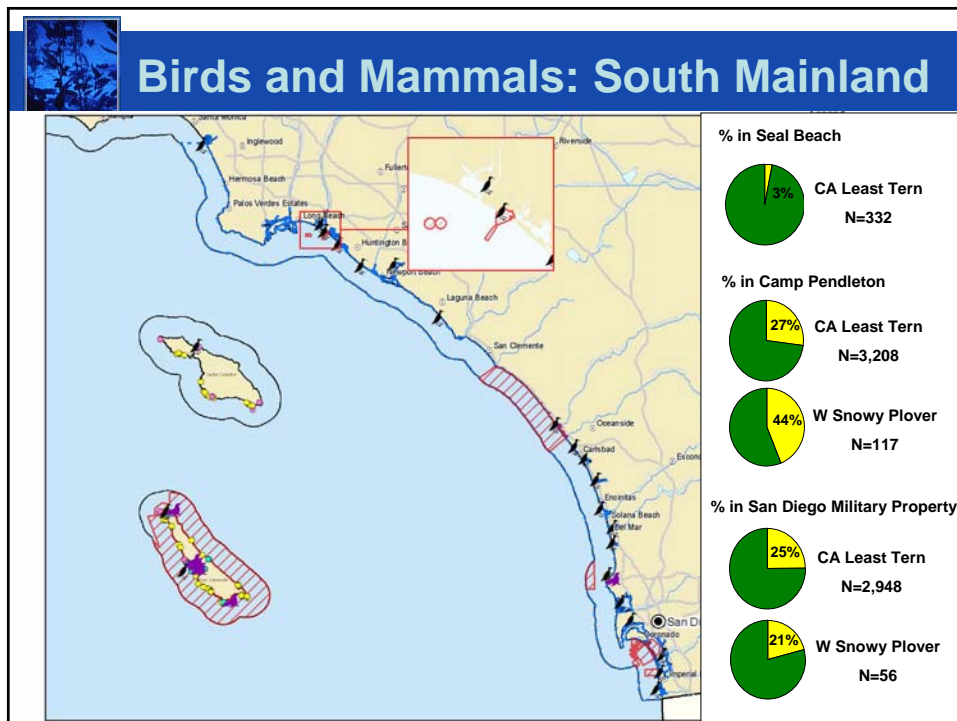 Birds and Mammals: South Mainland
Santa Monica
Inglewood
Riverside
Hermosa Beach
Palos Verdes Estates
Long Beach
Newport Beach
Laguna Beach
San Clemente
Oceanside
Carlsbad
Encinitas
Solana Beach
Del Mar
San Di
Coronado
Imperial
% in Seal Beach
3%
CA Least Tern
N=332
% in Camp Pendleton
27%
CA Least Tern
N=3,208
44%
W Snowy Plover
N=117
% in San Diego Military Property
25%
CA Least Tern
N=2,948
21%
W Snowy Plover
N=56